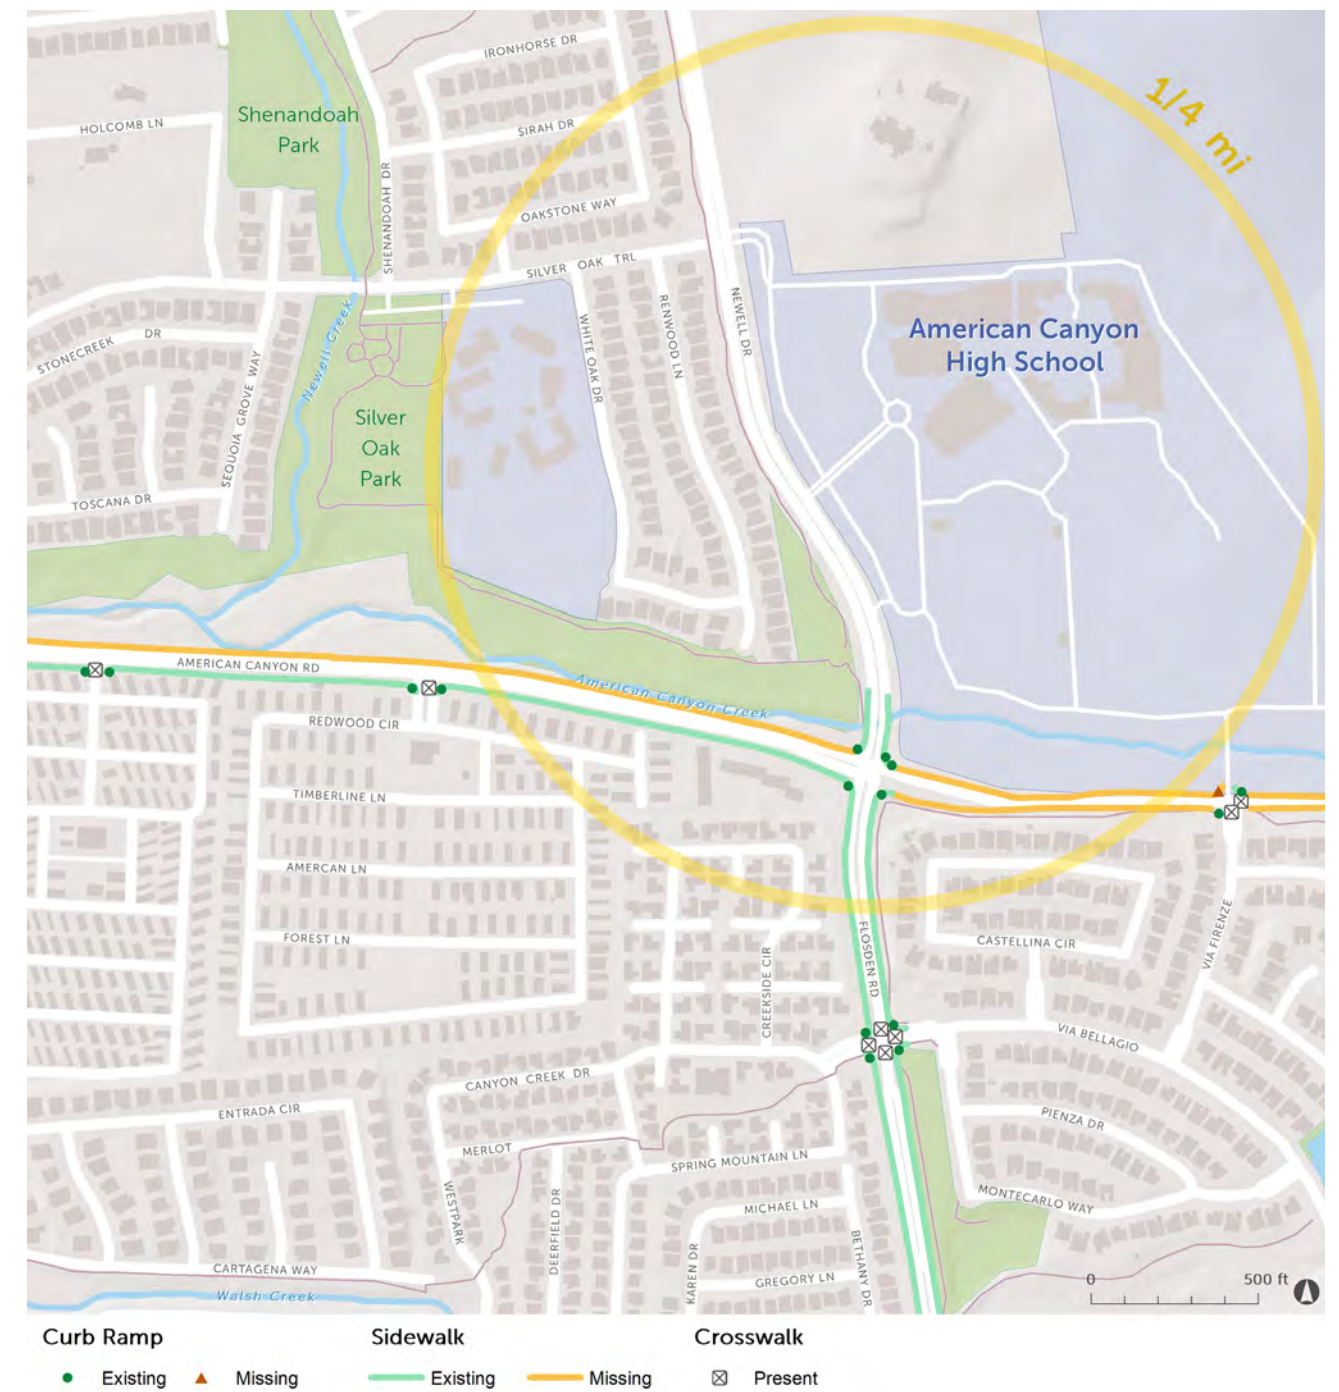 IRONHORSE DR
1/4 mi
Shenandoah
Park
HOLCOMB LN
SIRAH DR
SHENANDOAH DR
OAKSTONE WAY
SILVER OAK TRL
NEWELL DR
RENWOOD LN
WHITE OAK DR
American Canyon
High School
STONECREEK DR
Newell Creek
SEQUOIA GROVE WAY
Silver
Oak
Park
TOSCANA DR
AMERICAN CANYON RD
American Canyon Creek
REDWOOD CIR
TIMBERLINE LN
AMERCAN LN
FOREST LN
FLOSDEN RD
CASTELLINA CIR
VIA FIRENZE
CREEKSIDE CIR
VIA BELLAGIO
CANYON CREEK DR
ENTRADA CIR
PIENZA DR
MERLOT
SPRING MOUNTAIN LN
MONTECARLO WAY
WESTPARK
DEERFIELD DR
MICHAEL LN
KAREN DR
BETHANY DR
CARTAGENA WAY
GREGORY LN
Walsh Creek
0 500 ft
Curb Ramp Sidewalk Crosswalk
Existing Missing Existing Missing Present